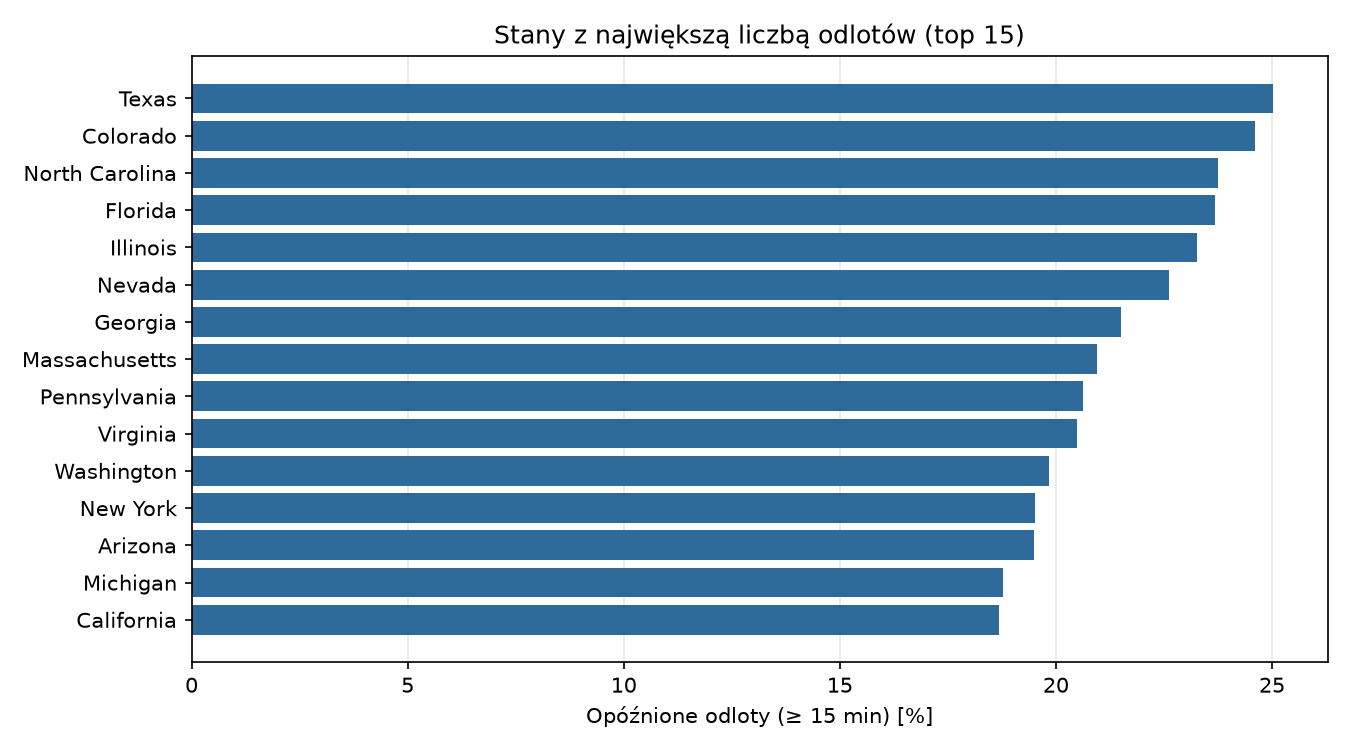 Stany z największą liczbą odlotów (top 15)
Texas
Colorado
North Carolina
Florida
Illinois
Nevada
Georgia
Massachusetts
Pennsylvania
Virginia
Washington
New York
Arizona
Michigan
California
0 5 10 15 20 25
Opóźnione odloty (≥ 15 min) [%]